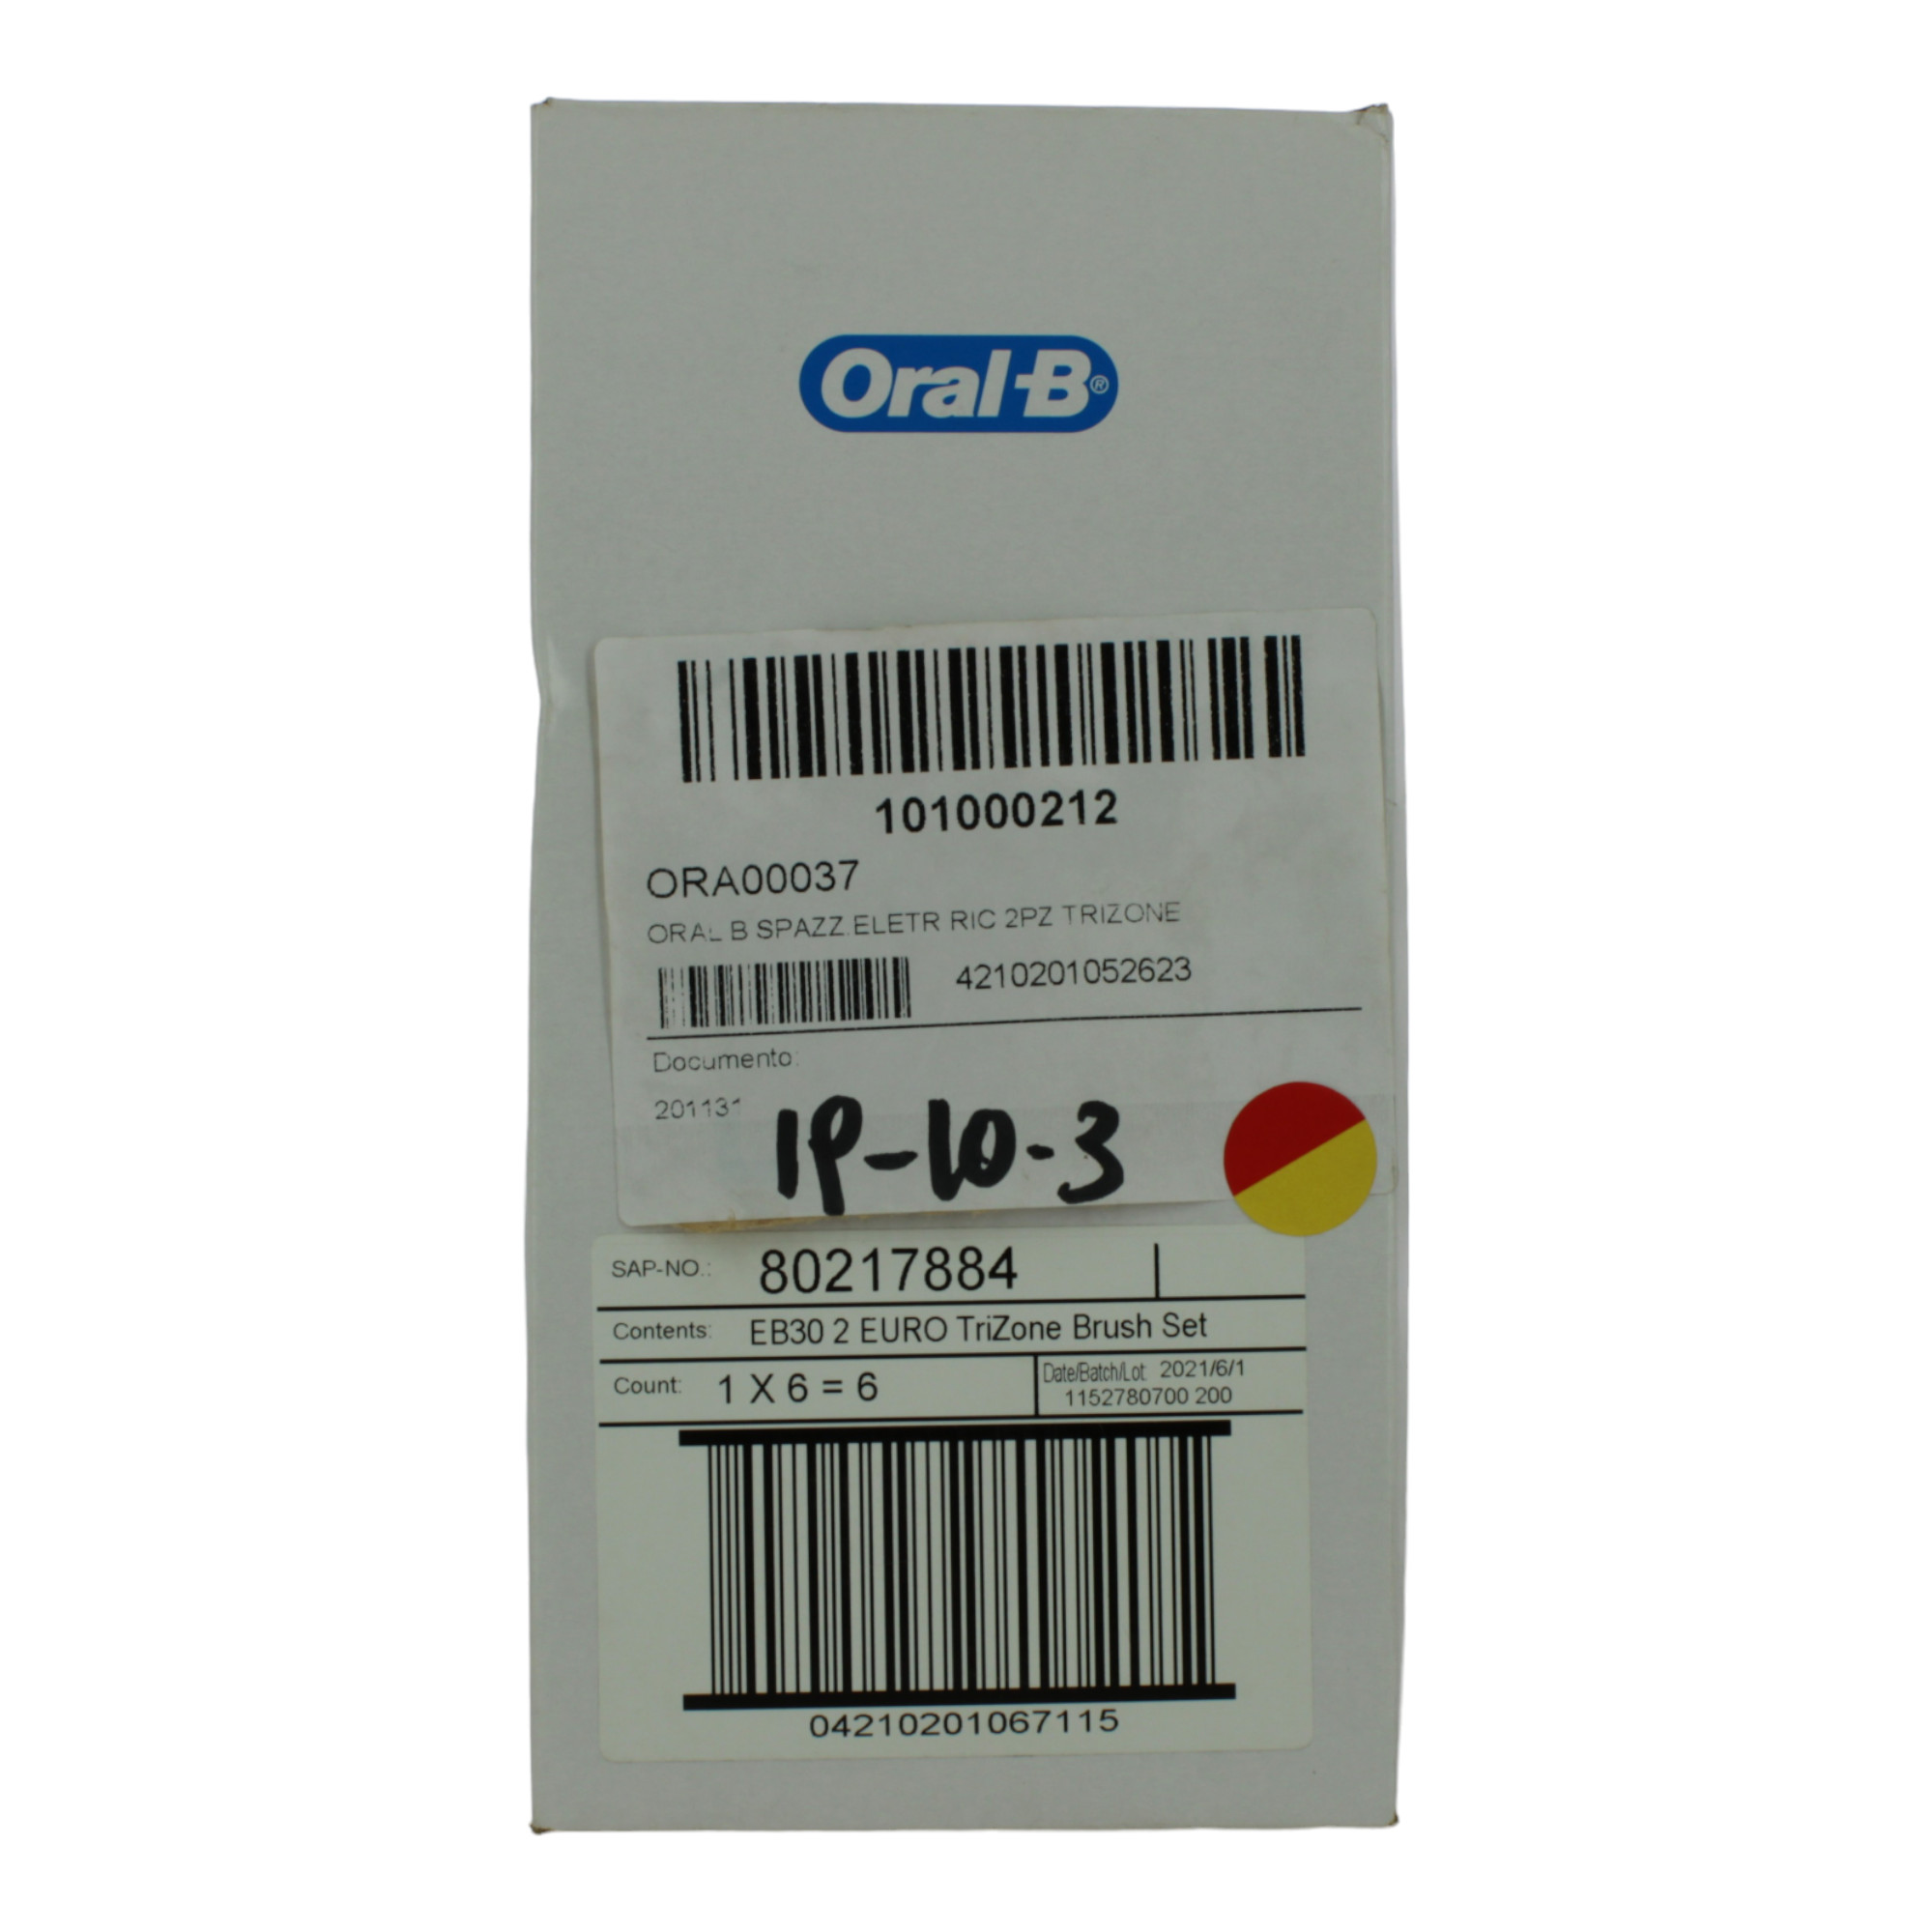 Oral-B®
101000212
ORA00037
ORAL B SPAZZ.ELETR RIC 2PZ TRIZONE
4210201052623
Documento:
201131
1P-10-3
SAP-NO.: 80217884
Contents: EB30 2 EURO TriZone Brush Set
Count: 1 X 6 = 6
Date/Batch/Lot: 2021/6/1
1152780700 200
04210201067115